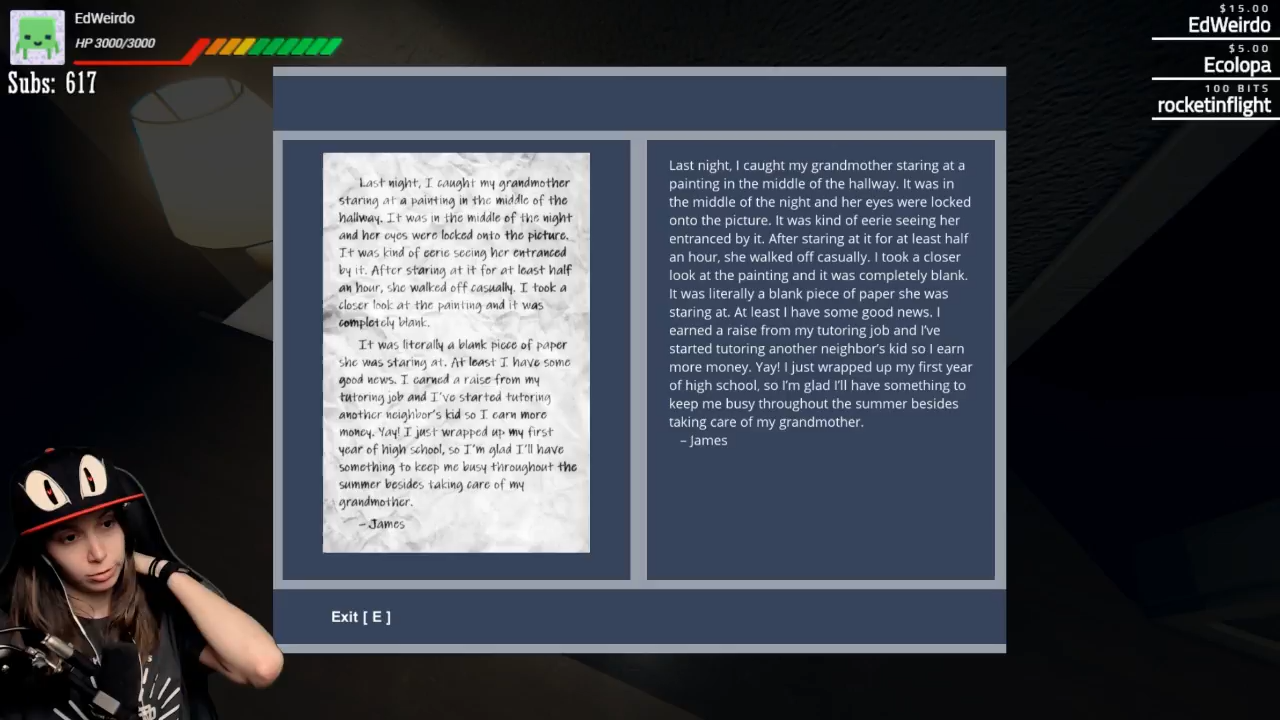 EdWeirdo
HP 3000/3000
Subs: 617
$15.00
EdWeirdo
$5.00
Ecolopa
100 BITS
rocketinflight
Last night, I caught my grandmother
staring at a painting in the middle of the
hallway. It was in the middle of the night
and her eyes were locked onto the picture.
It was kind of eerie seeing her entranced
by it. After staring at it for at least half
an hour, she walked off casually. I took a
closer look at the painting and it was
completely blank.
It was literally a blank piece of paper
she was staring at. At least I have some
good news. I earned a raise from my
tutoring job and I've started tutoring
another neighbor's kid so I earn more
money. Yay! I just wrapped up my first
year of high school, so I'm glad I'll have
something to keep me busy throughout the
summer besides taking care of my
grandmother.
– James
Last night, I caught my grandmother staring at a
painting in the middle of the hallway. It was in
the middle of the night and her eyes were locked
onto the picture. It was kind of eerie seeing her
entranced by it. After staring at it for at least half
an hour, she walked off casually. I took a closer
look at the painting and it was completely blank.
It was literally a blank piece of paper she was
staring at. At least I have some good news. I
earned a raise from my tutoring job and I've
started tutoring another neighbor's kid so I earn
more money. Yay! I just wrapped up my first year
of high school, so I'm glad I'll have something to
keep me busy throughout the summer besides
taking care of my grandmother.
– James
Exit [ E ]